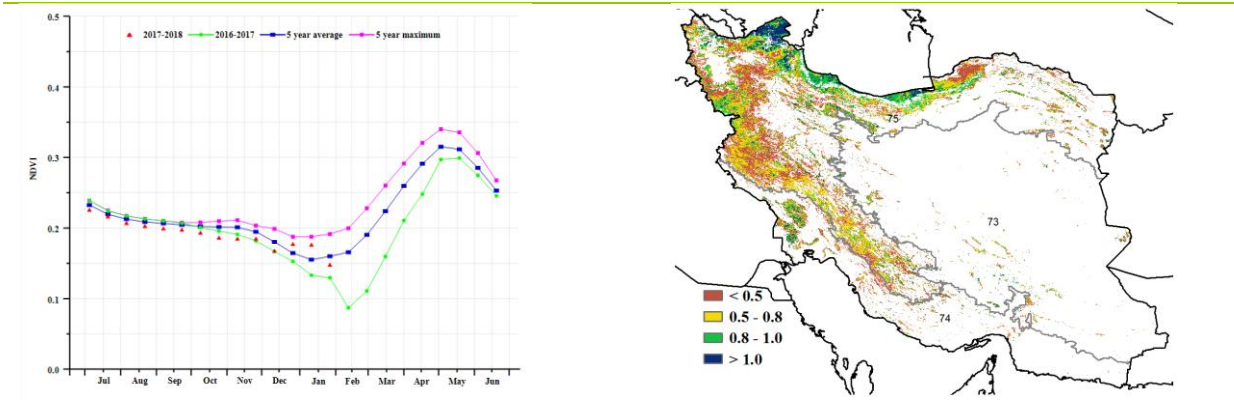 0.5
2017-2018 2016-2017 5 year average 5 year maximum
0.4
0.3
NDVI
0.2
0.1
0.0
Jul Aug Sep Oct Nov Dec Jan Feb Mar Apr May Jun
75
73
74
< 0.5
0.5 - 0.8
0.8 - 1.0
> 1.0